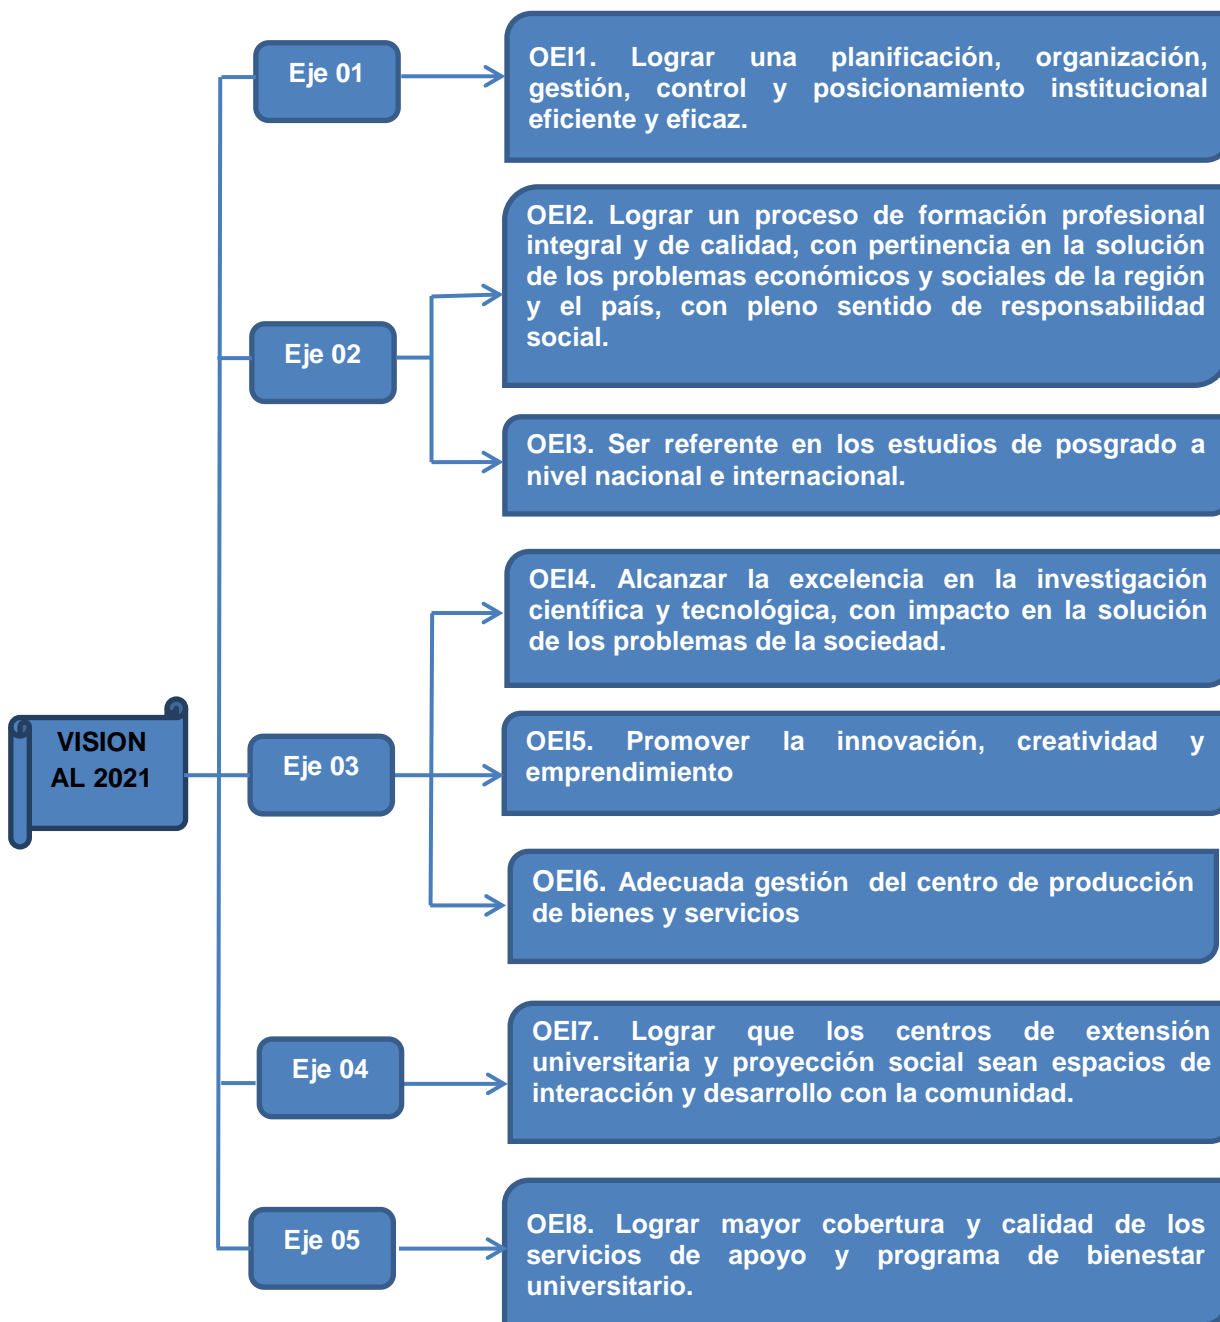 Eje 01
OEI1. Lograr una planificación, organización,
gestión, control y posicionamiento institucional
eficiente y eficaz.
OEI2. Lograr un proceso de formación profesional
integral y de calidad, con pertinencia en la solución
de los problemas económicos y sociales de la región
y el país, con pleno sentido de responsabilidad
social.
Eje 02
OEI3. Ser referente en los estudios de posgrado a
nivel nacional e internacional.
OEI4. Alcanzar la excelencia en la investigación
científica y tecnológica, con impacto en la solución
de los problemas de la sociedad.
VISION
AL 2021
Eje 03
OEI5. Promover la innovación, creatividad y
emprendimiento
OEI6. Adecuada gestión del centro de producción
de bienes y servicios
Eje 04
OEI7. Lograr que los centros de extensión
universitaria y proyección social sean espacios de
interacción y desarrollo con la comunidad.
Eje 05
OEI8. Lograr mayor cobertura y calidad de los
servicios de apoyo y programa de bienestar
universitario.